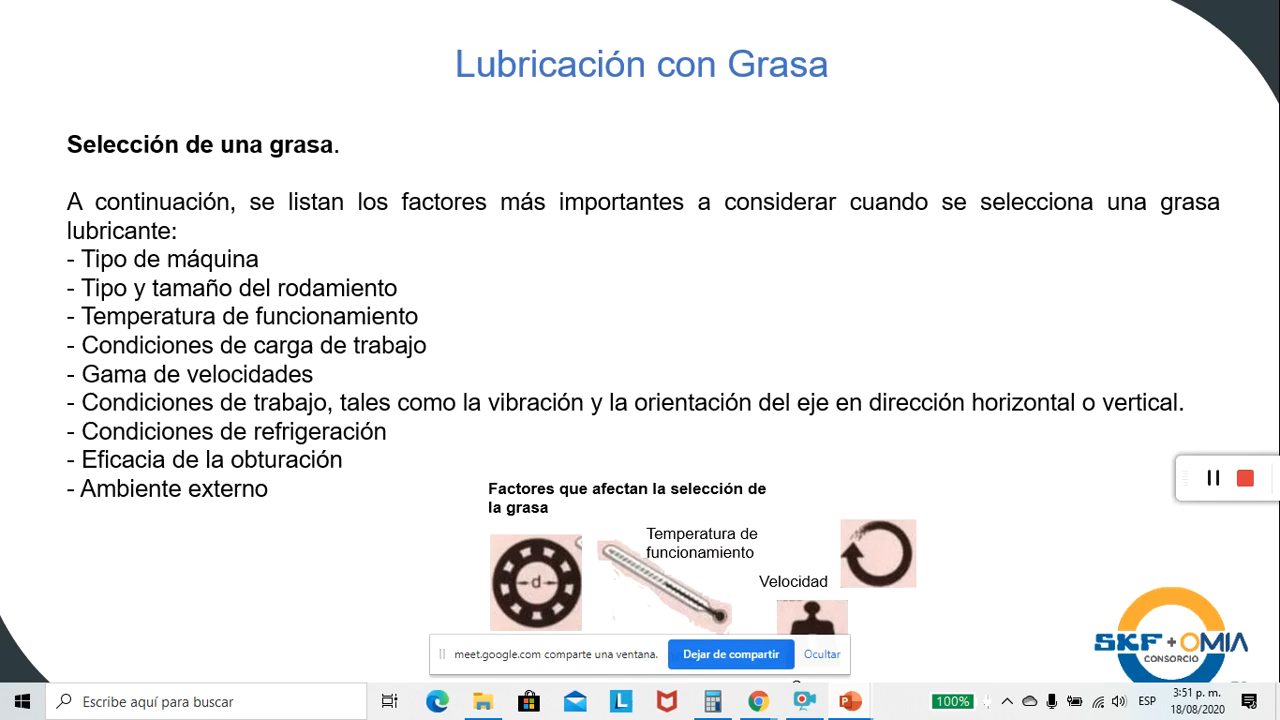 Lubricación con Grasa
Selección de una grasa.
A continuación, se listan los factores más importantes a considerar cuando se selecciona una grasa
lubricante:
- Tipo de máquina
- Tipo y tamaño del rodamiento
- Temperatura de funcionamiento
- Condiciones de carga de trabajo
- Gama de velocidades
- Condiciones de trabajo, tales como la vibración y la orientación del eje en dirección horizontal o vertical.
- Condiciones de refrigeración
- Eficacia de la obturación
- Ambiente externo
Factores que afectan la selección de
la grasa
Temperatura de
funcionamiento
Velocidad
d
SKF + OMIA
CONSORCIO
meet.google.com comparte una ventana.
Dejar de compartir
Ocultar
Escribe aquí para buscar
100%
ESP
3:51 p. m.
18/08/2020